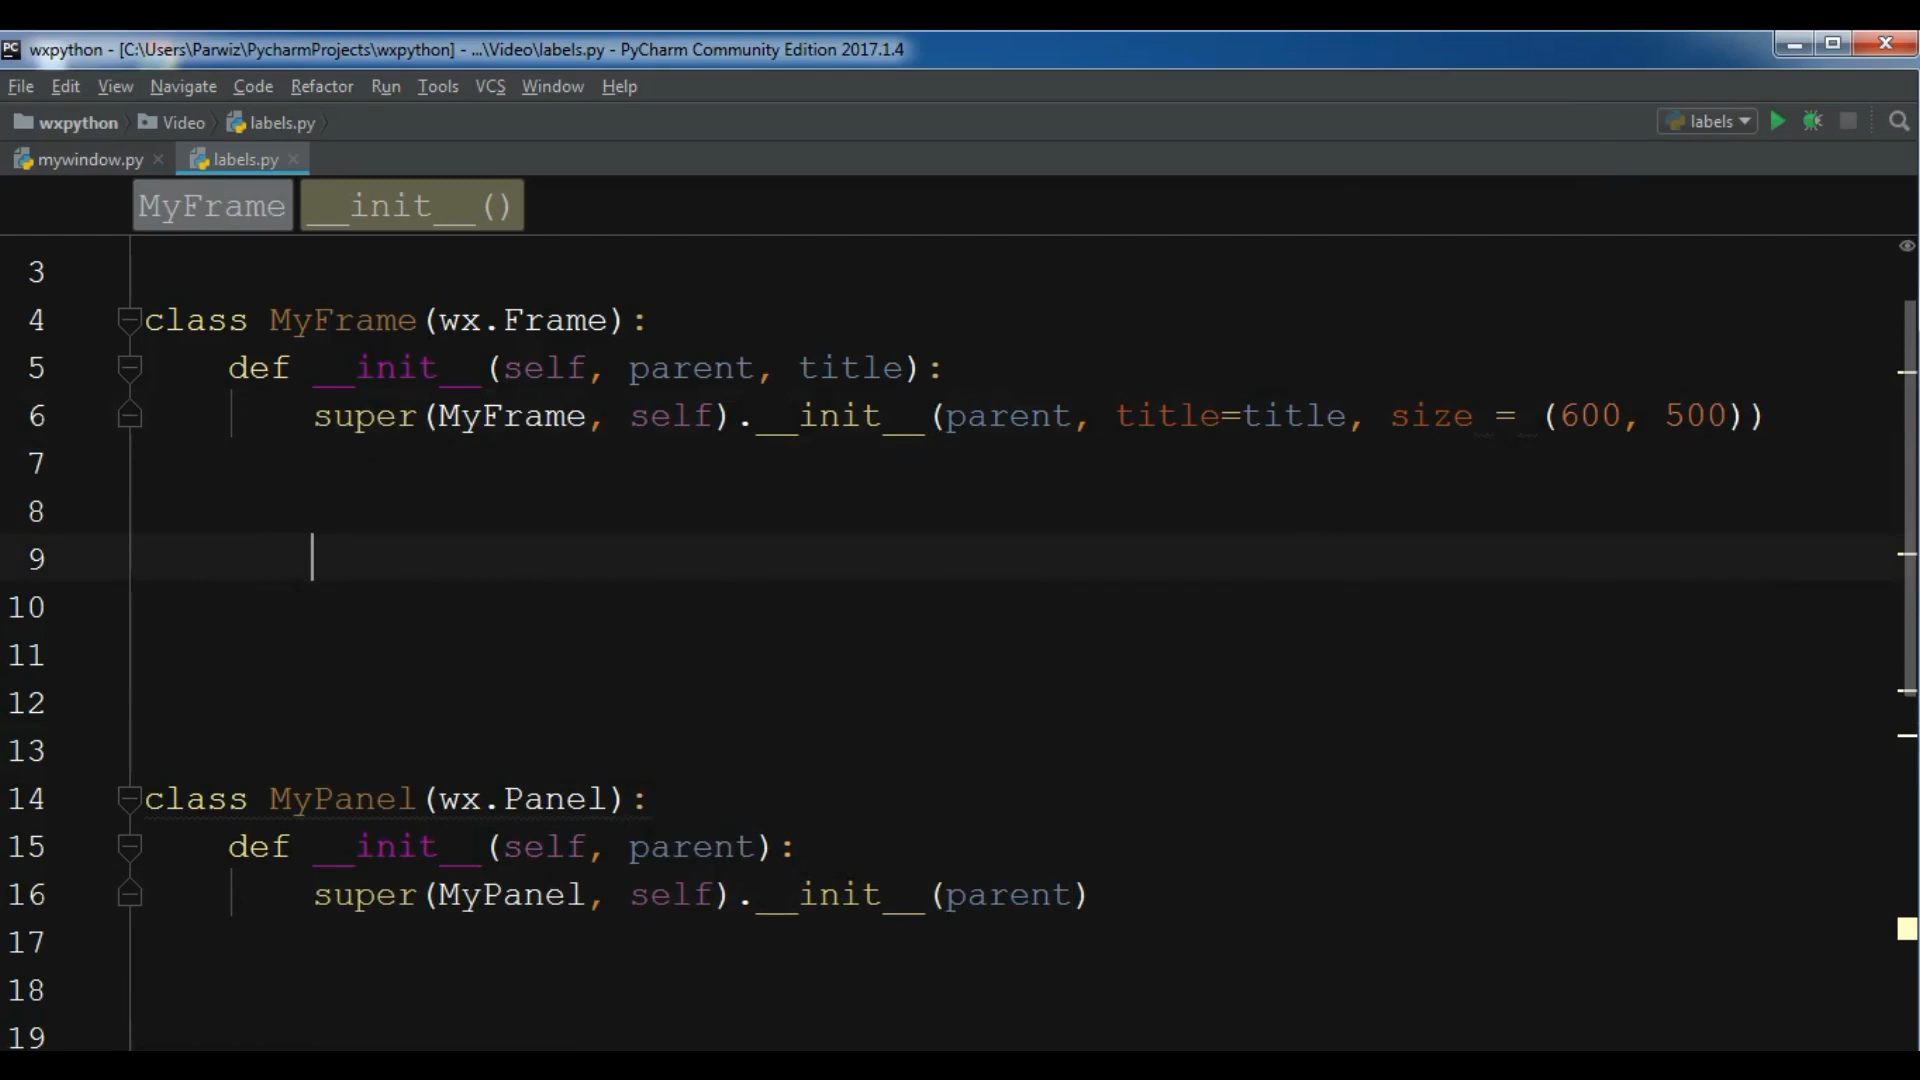 PC wxpython - [C:\Users\Parwiz\PycharmProjects\wxpython] - ...\Video\labels.py - PyCharm Community Edition 2017.1.4
File Edit View Navigate Code Refactor Run Tools VCS Window Help
wxpython Video labels.py labels
mywindow.py labels.py
MyFrame __init__()
3
4 class MyFrame(wx.Frame):
5 def __init__(self, parent, title):
6 super(MyFrame, self).__init__(parent, title=title, size = (600, 500))
7
8
9
10
11
12
13
14 class MyPanel(wx.Panel):
15 def __init__(self, parent):
16 super(MyPanel, self).__init__(parent)
17
18
19